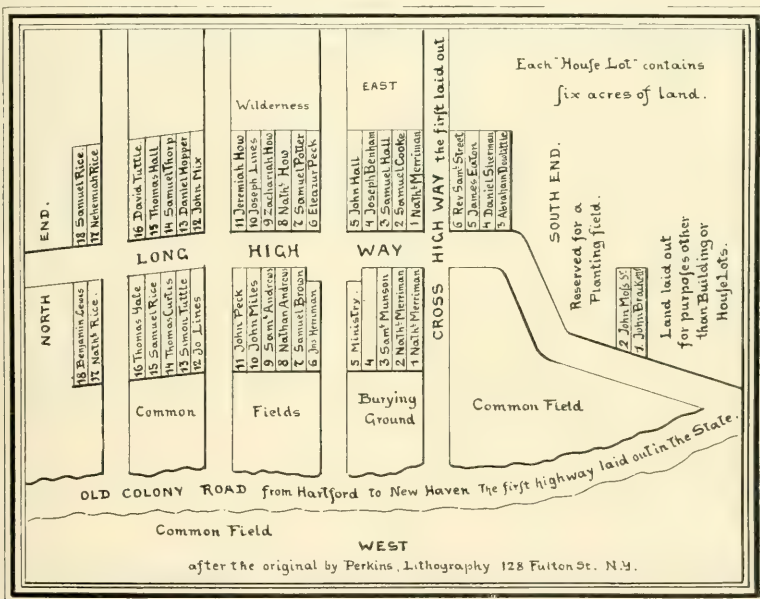 Each "House Lot" contains
six acres of land.
NORTH END.
18 Samuel Rice
17 Nehemiah Rice
16 David Tuttle
15 Thomas Hall
14 Samuel Thorp
13 Daniel Hopper
12 John Mix
Wilderness
11 Jeremiah How
10 Joseph Lines
9 Zachariah How
8 Nath! How
7 Samuel Potter
6 Eleazur Peck
EAST
5 John Hall
4 Joseph Benham
3 Samuel Hall
2 Samuel Cooke
1 Nath! Merriman
CROSS HIGH WAY the first laid out
6 Rev Sam! Street
5 James Eaton
4 Daniel Sherman
3 Abraham Dowlittle
SOUTH END.
Reserved for a
Planting field.
2 John Moss Sr.
1 John Brackett
Land laid out
for purposes other
than Building or
House Lots.
LONG HIGH WAY
18 Benjamin Lewis
17 Nath! Rice.
16 Thomas Yale
15 Samuel Rice
14 Thomas Curtis
13 Simon Tuttle
12 Jo Lines
11 John Peck
10 John Miles
9 Sam! Andrews
8 Nathan Andrews
7 Samuel Brown
6 Jno Merriman
5 Ministry.
4
3 Sam! Munson
2 Nath! Merriman
1 Nath! Merriman
Common
Fields
Burying
Ground
Common Field
OLD COLONY ROAD from Hartford to New Haven The first highway laid out in the State.
Common Field
WEST
after the original by Perkins, Lithography 128 Fulton St. N.Y.